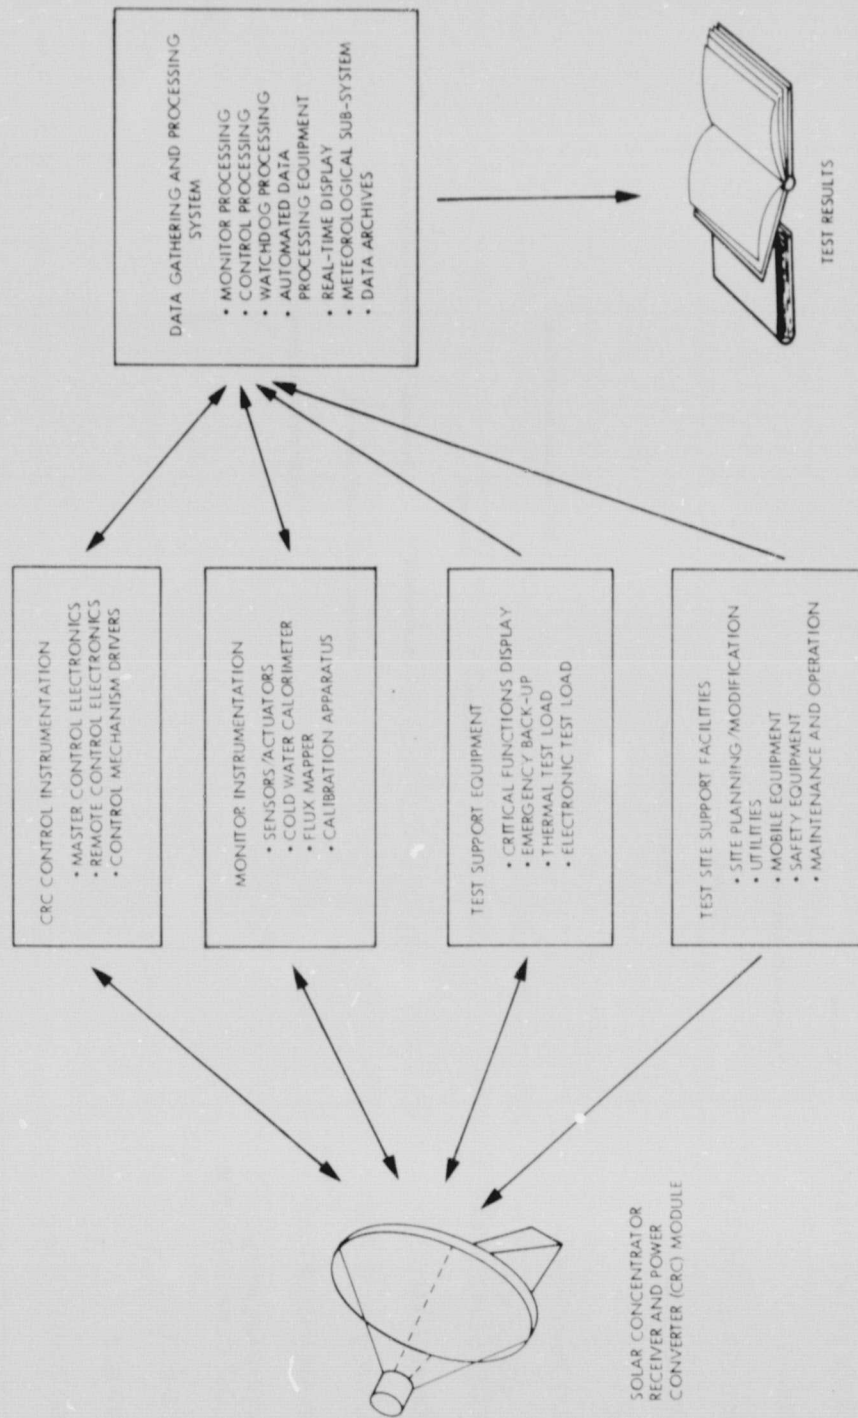 SOLAR CONCENTRATOR
RECEIVER AND POWER
CONVERTER (CRC) MODULE
CRC CONTROL INSTRUMENTATION
• MASTER CONTROL ELECTRONICS
• REMOTE CONTROL ELECTRONICS
• CONTROL MECHANISM DRIVERS
MONITOR INSTRUMENTATION
• SENSORS/ACTUATORS
• COLD WATER CALORIMETER
• FLUX MAPPER
• CALIBRATION APPARATUS
TEST SUPPORT EQUIPMENT
• CRITICAL FUNCTIONS DISPLAY
• EMERGENCY BACK-UP
• THERMAL TEST LOAD
• ELECTRONIC TEST LOAD
TEST SITE SUPPORT FACILITIES
• SITE PLANNING/MODIFICATION
• UTILITIES
• MOBILE EQUIPMENT
• SAFETY EQUIPMENT
• MAINTENANCE AND OPERATION
DATA GATHERING AND PROCESSING
SYSTEM
• MONITOR PROCESSING
• CONTROL PROCESSING
• WATCHDOG PROCESSING
• AUTOMATED DATA
PROCESSING EQUIPMENT
• REAL-TIME DISPLAY
• METEOROLOGICAL SUB-SYSTEM
• DATA ARCHIVES
TEST RESULTS